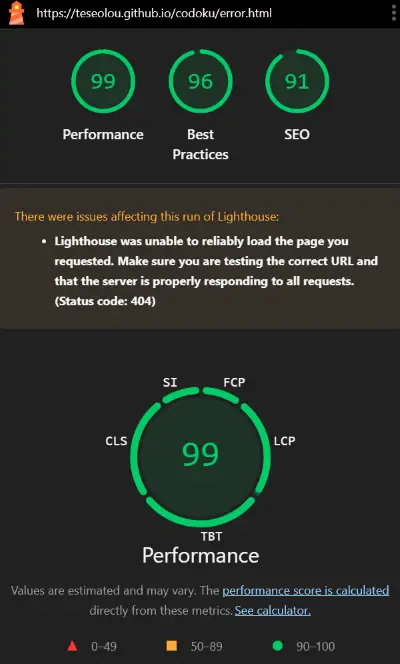 https://teseolou.github.io/codoku/error.html
99 96 91
Performance Best SEO
Practices
There were issues affecting this run of Lighthouse:
• Lighthouse was unable to reliably load the page you
requested. Make sure you are testing the correct URL and
that the server is properly responding to all requests.
(Status code: 404)
SI FCP
CLS LCP
99
TBT
Performance
Values are estimated and may vary. The performance score is calculated
directly from these metrics. See calculator.
0–49 50–89 90–100